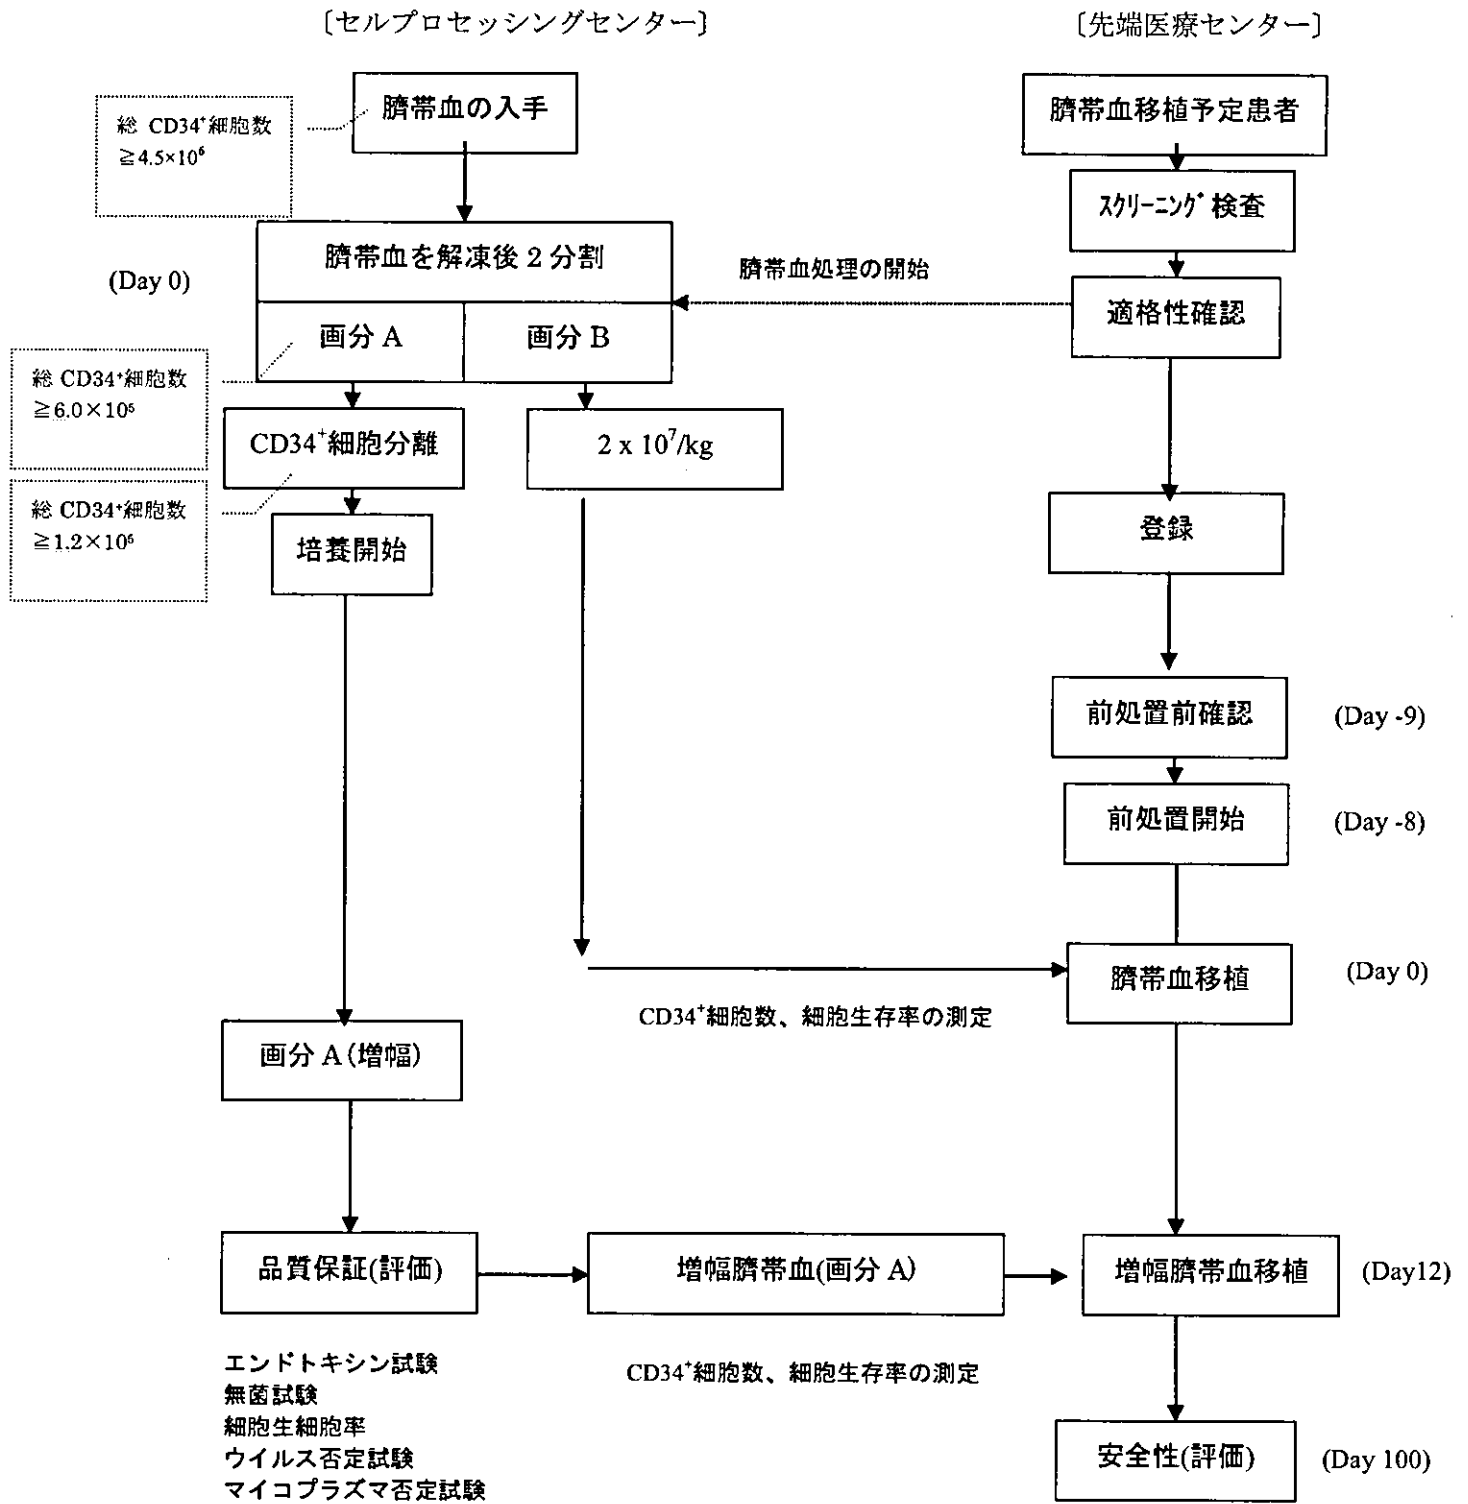 〔セルプロセッシングセンター〕
〔先端医療センター〕
臍帯血の入手
総 CD34⁺細胞数
≧4.5×10⁶
臍帯血移植予定患者
スクリーニング検査
臍帯血を解凍後２分割
(Day 0)
臍帯血処理の開始
適格性確認
画分 A
画分 B
総 CD34⁺細胞数
≧6.0×10⁵
CD34⁺細胞分離
2 x 10⁷/kg
総 CD34⁺細胞数
≧1.2×10⁵
培養開始
登録
前処置前確認
(Day -9)
前処置開始
(Day -8)
臍帯血移植
(Day 0)
CD34⁺細胞数、細胞生存率の測定
画分 A（増幅）
品質保証(評価)
増幅臍帯血(画分 A)
増幅臍帯血移植
(Day12)
エンドトキシン試験
無菌試験
細胞生細胞率
ウイルス否定試験
マイコプラズマ否定試験
CD34⁺細胞数、細胞生存率の測定
安全性(評価)
(Day 100)